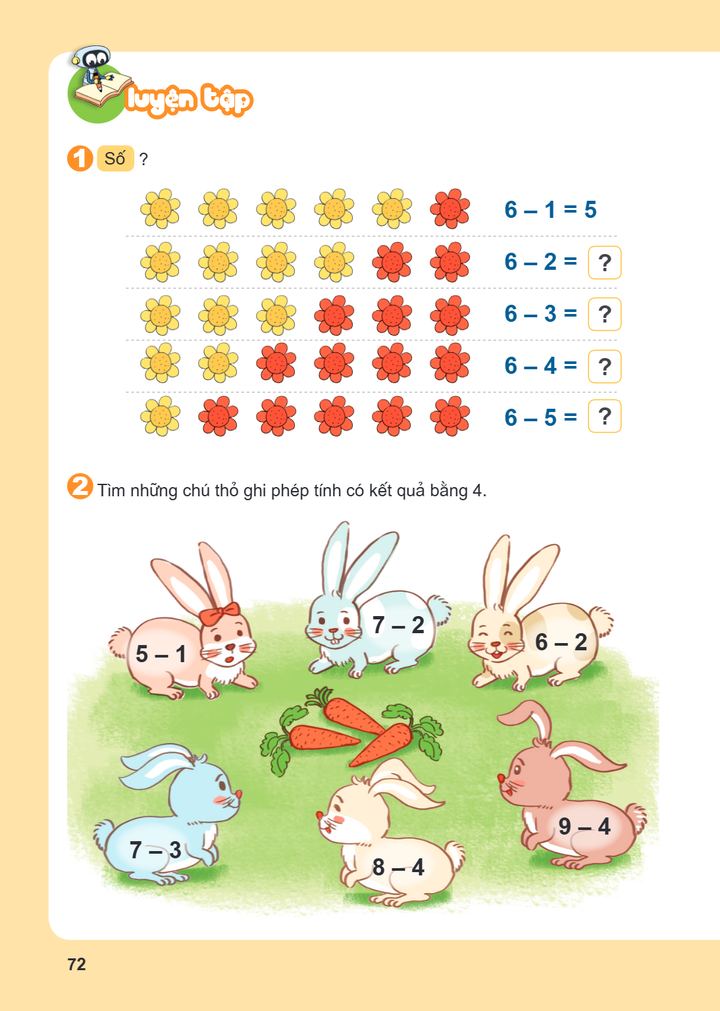 luyện tập
1 Số ?
6 – 1 = 5
6 – 2 = ?
6 – 3 = ?
6 – 4 = ?
6 – 5 = ?
2 Tìm những chú thỏ ghi phép tính có kết quả bằng 4.
5 – 1
7 – 2
6 – 2
7 – 3
8 – 4
9 – 4
72